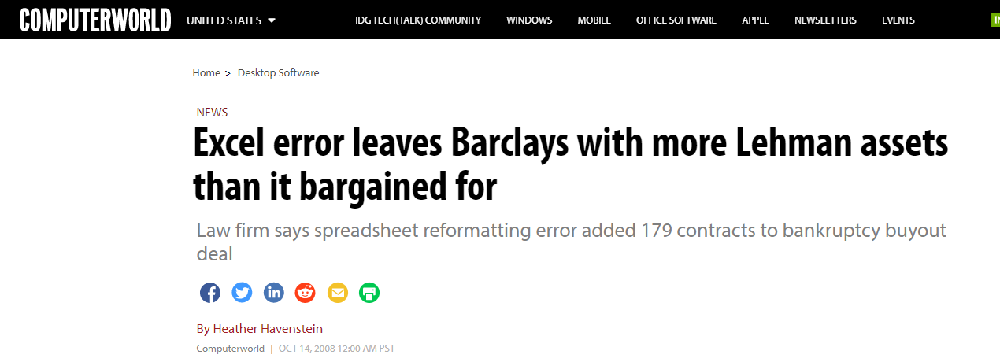 COMPUTERWORLD UNITED STATES IDG TECH(TALK) COMMUNITY WINDOWS MOBILE OFFICE SOFTWARE APPLE NEWSLETTERS EVENTS
Home > Desktop Software
NEWS
Excel error leaves Barclays with more Lehman assets
than it bargained for
Law firm says spreadsheet reformatting error added 179 contracts to bankruptcy buyout
deal
By Heather Havenstein
Computerworld | OCT 14, 2008 12:00 AM PST